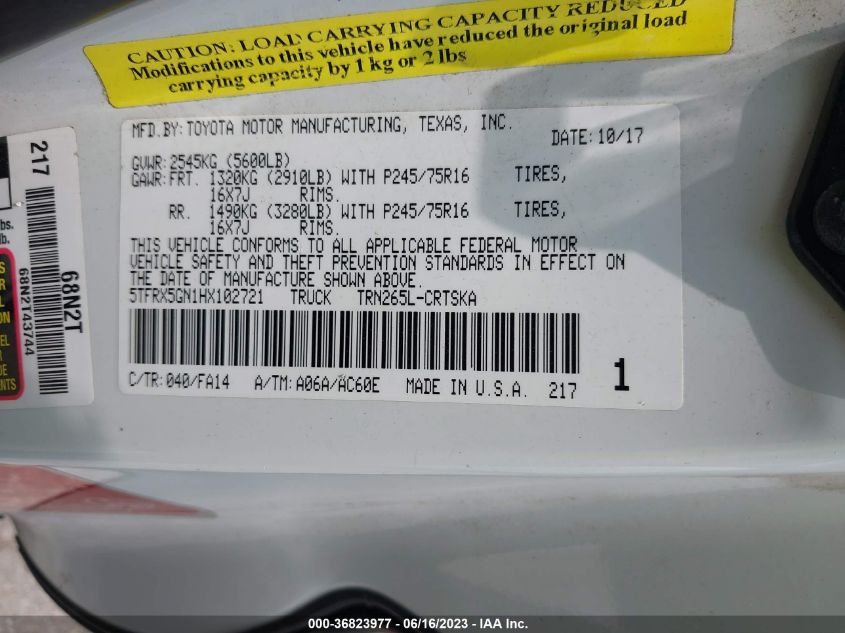 CAUTION: LOAD CARRYING CAPACITY REDUCED
Modifications to this vehicle have reduced the original load
carrying capacity by 1 kg or 2 lbs
MFD.BY: TOYOTA MOTOR MANUFACTURING, TEXAS, INC. DATE: 10/17
GVWR: 2545KG (5600LB)
GAWR: FRT. 1320KG (2910LB) WITH P245/75R16 TIRES,
16X7J RIMS.
RR. 1490KG (3280LB) WITH P245/75R16 TIRES,
16X7J RIMS.
THIS VEHICLE CONFORMS TO ALL APPLICABLE FEDERAL MOTOR
VEHICLE SAFETY AND THEFT PREVENTION STANDARDS IN EFFECT ON
THE DATE OF MANUFACTURE SHOWN ABOVE.
5TFRX5GN1HX102721 TRUCK TRN265L-CRTSKA
1
C/TR: 040/FA14 A/TM: A06A/AC60E MADE IN U.S.A. 217
217
68N2T
68N2TA3744
lbs.
lb.
000-36823977 - 06/16/2023 - IAA Inc.